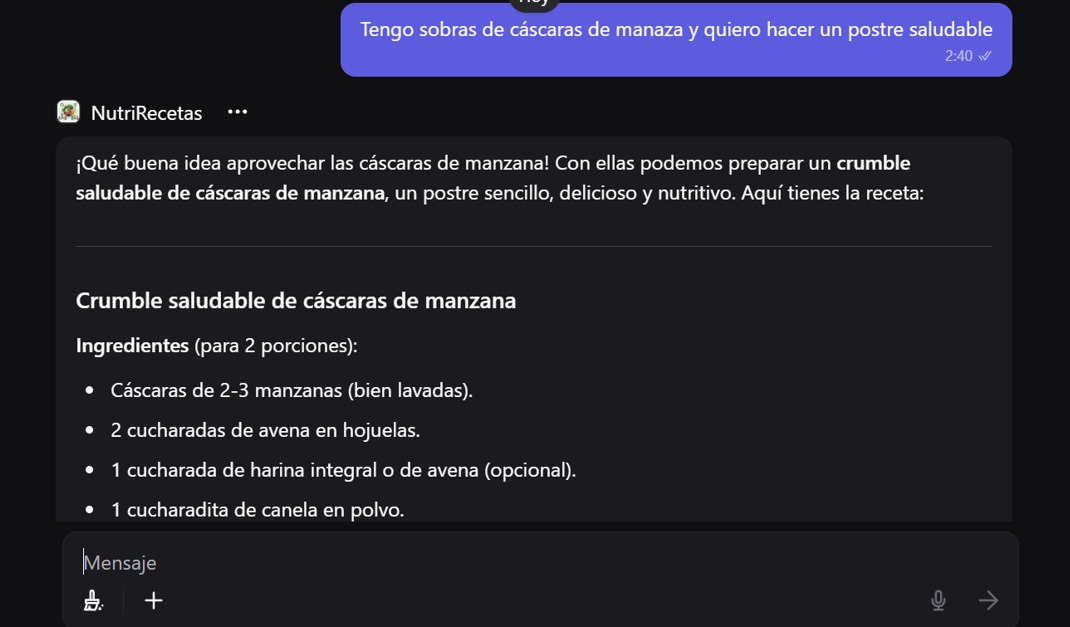 Hoy
Tengo sobras de cáscaras de manaza y quiero hacer un postre saludable
2:40
NutriRecetas
¡Qué buena idea aprovechar las cáscaras de manzana! Con ellas podemos preparar un crumble
saludable de cáscaras de manzana, un postre sencillo, delicioso y nutritivo. Aquí tienes la receta:
Crumble saludable de cáscaras de manzana
Ingredientes (para 2 porciones):
• Cáscaras de 2-3 manzanas (bien lavadas).
• 2 cucharadas de avena en hojuelas.
• 1 cucharada de harina integral o de avena (opcional).
• 1 cucharadita de canela en polvo.
Mensaje